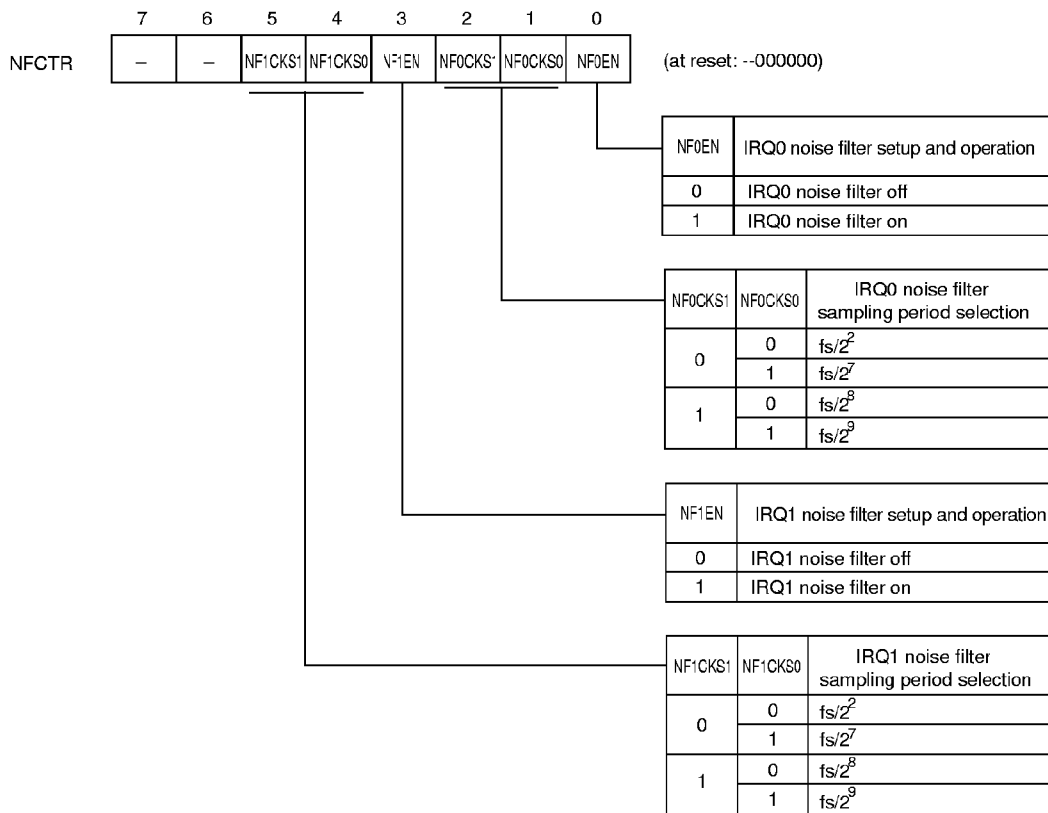 7 6 5 4 3 2 1 0
NFCTR – – NF1CKS1 NF1CKS0 NF1EN NF0CKS1 NF0CKS0 NF0EN (at reset: --000000)
NF0EN IRQ0 noise filter setup and operation
0 IRQ0 noise filter off
1 IRQ0 noise filter on
NF0CKS1 NF0CKS0 IRQ0 noise filter
sampling period selection
0 0 fs/2²
1 fs/2⁷
1 0 fs/2⁸
1 fs/2⁹
NF1EN IRQ1 noise filter setup and operation
0 IRQ1 noise filter off
1 IRQ1 noise filter on
NF1CKS1 NF1CKS0 IRQ1 noise filter
sampling period selection
0 0 fs/2²
1 fs/2⁷
1 0 fs/2⁸
1 fs/2⁹